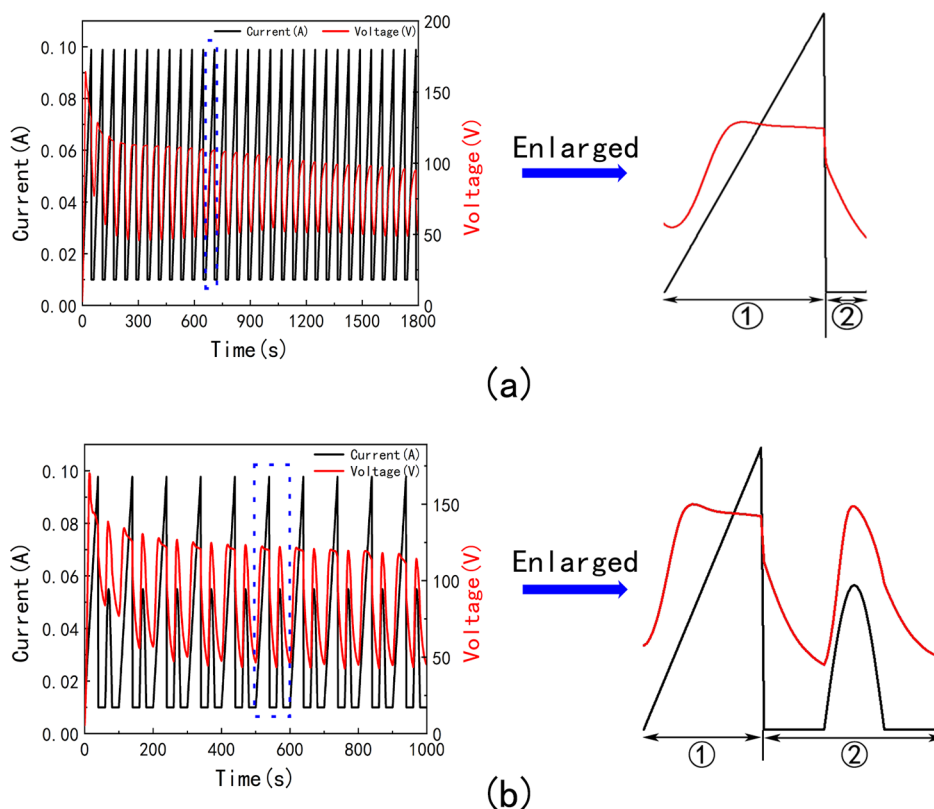 Current(A) Voltage(V)
200
150
100
50
0
0.10
0.08
0.06
0.04
0.02
0.00
0 300 600 900 1200 1500 1800
Current(A)
Voltage(V)
Time(s)
Enlarged
① ②
(a)
Current(A)
Voltage(V)
0.10
0.08
0.06
0.04
0.02
0.00
150
100
50
0
0 200 400 600 800 1000
Current(A)
Voltage(V)
Time(s)
Enlarged
① ②
(b)